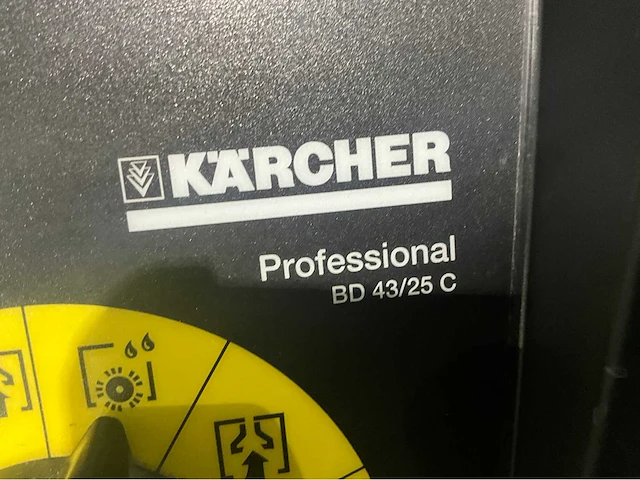 KÄRCHER
Professional
BD 43/25 C